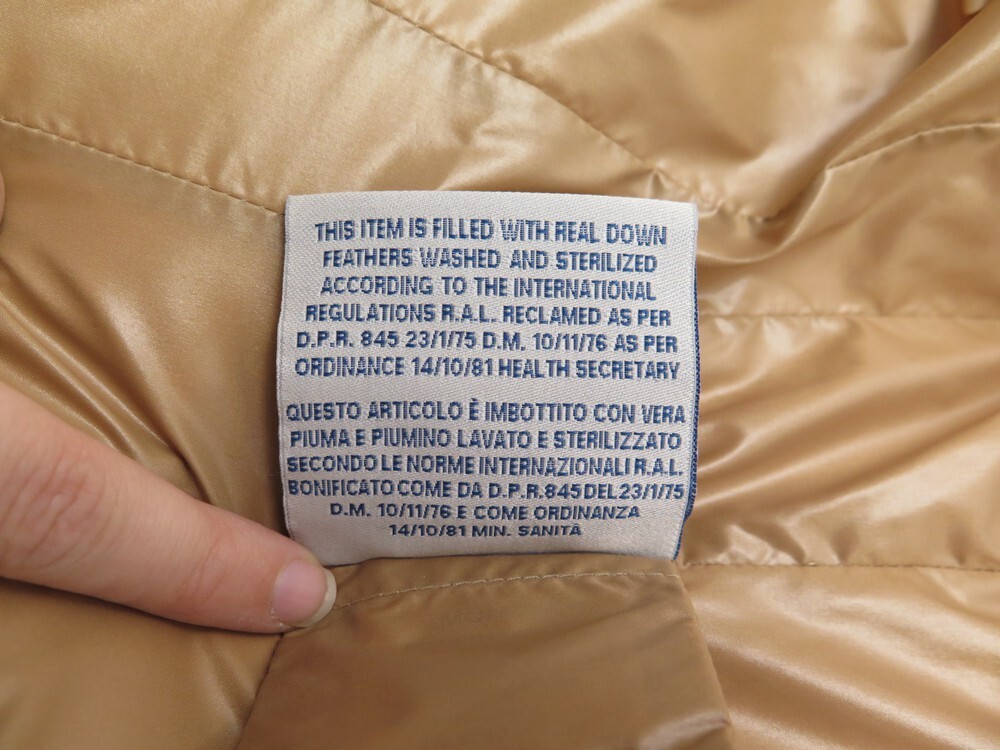 THIS ITEM IS FILLED WITH REAL DOWN
FEATHERS WASHED AND STERILIZED
ACCORDING TO THE INTERNATIONAL
REGULATIONS R.A.L. RECLAMED AS PER
D.P.R. 845 23/1/75 D.M. 10/11/76 AS PER
ORDINANCE 14/10/81 HEALTH SECRETARY
QUESTO ARTICOLO È IMBOTTITO CON VERA
PIUMA E PIUMINO LAVATO E STERILIZZATO
SECONDO LE NORME INTERNAZIONALI R.A.L.
BONIFICATO COME DA D.P.R.845 DEL 23/1/75
D.M. 10/11/76 E COME ORDINANZA
14/10/81 MIN. SANITÀ